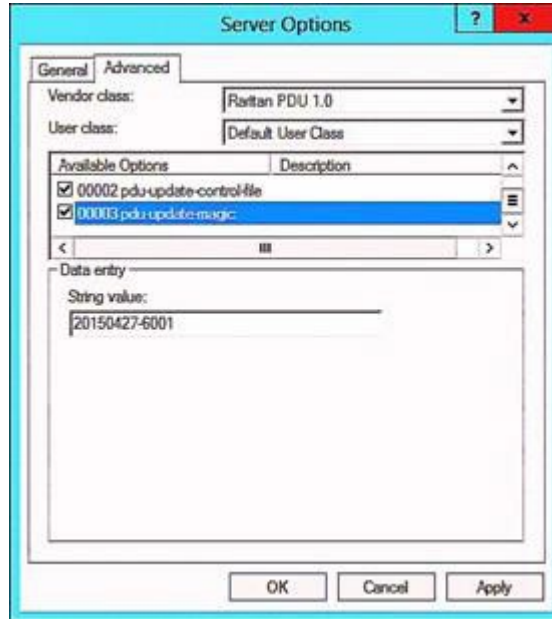 Server Options
?
x
General Advanced
Vendor class: Raritan PDU 1.0
User class: Default User Class
Available Options Description
00002 pdu-update-control-file
00003 pdu-update-magic
Data entry
String value:
20150427-6001
OK Cancel Apply